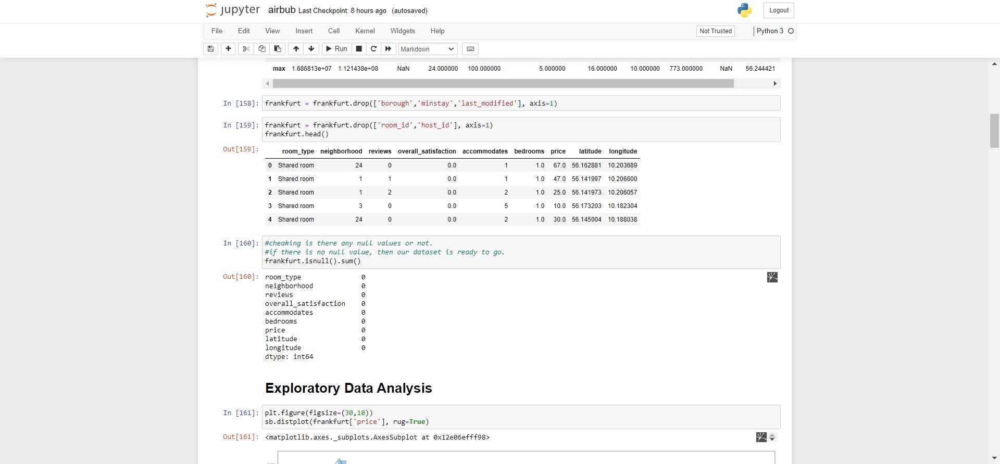 jupyter airbub Last Checkpoint: 8 hours ago (autosaved) Logout
File Edit View Insert Cell Kernel Widgets Help Not Trusted Python 3
Run Markdown
max 1.686813e+07 1.121438e+08 NaN 24.000000 100.000000 5.000000 16.000000 10.000000 773.000000 NaN 56.244421
In [158]: frankfurt = frankfurt.drop(['borough','minstay','last_modified'], axis=1)
In [159]: frankfurt = frankfurt.drop(['room_id','host_id'], axis=1)
frankfurt.head()
Out[159]:
room_type neighborhood reviews overall_satisfaction accommodates bedrooms price latitude longitude
0 Shared room 24 0 0.0 1 1.0 67.0 56.162881 10.203689
1 Shared room 1 1 0.0 1 1.0 47.0 56.141997 10.206600
2 Shared room 1 2 0.0 2 1.0 25.0 56.141973 10.206057
3 Shared room 3 0 0.0 5 1.0 10.0 56.173203 10.182304
4 Shared room 24 0 0.0 2 1.0 30.0 56.145004 10.188038
In [160]: #cheaking is there any null values or not.
#if there is no null value, then our dataset is ready to go.
frankfurt.isnull().sum()
Out[160]: room_type 0
neighborhood 0
reviews 0
overall_satisfaction 0
accommodates 0
bedrooms 0
price 0
latitude 0
longitude 0
dtype: int64
Exploratory Data Analysis
In [161]: plt.figure(figsize=(30,10))
sb.distplot(frankfurt['price'], rug=True)
Out[161]: <matplotlib.axes._subplots.AxesSubplot at 0x12e06efff98>